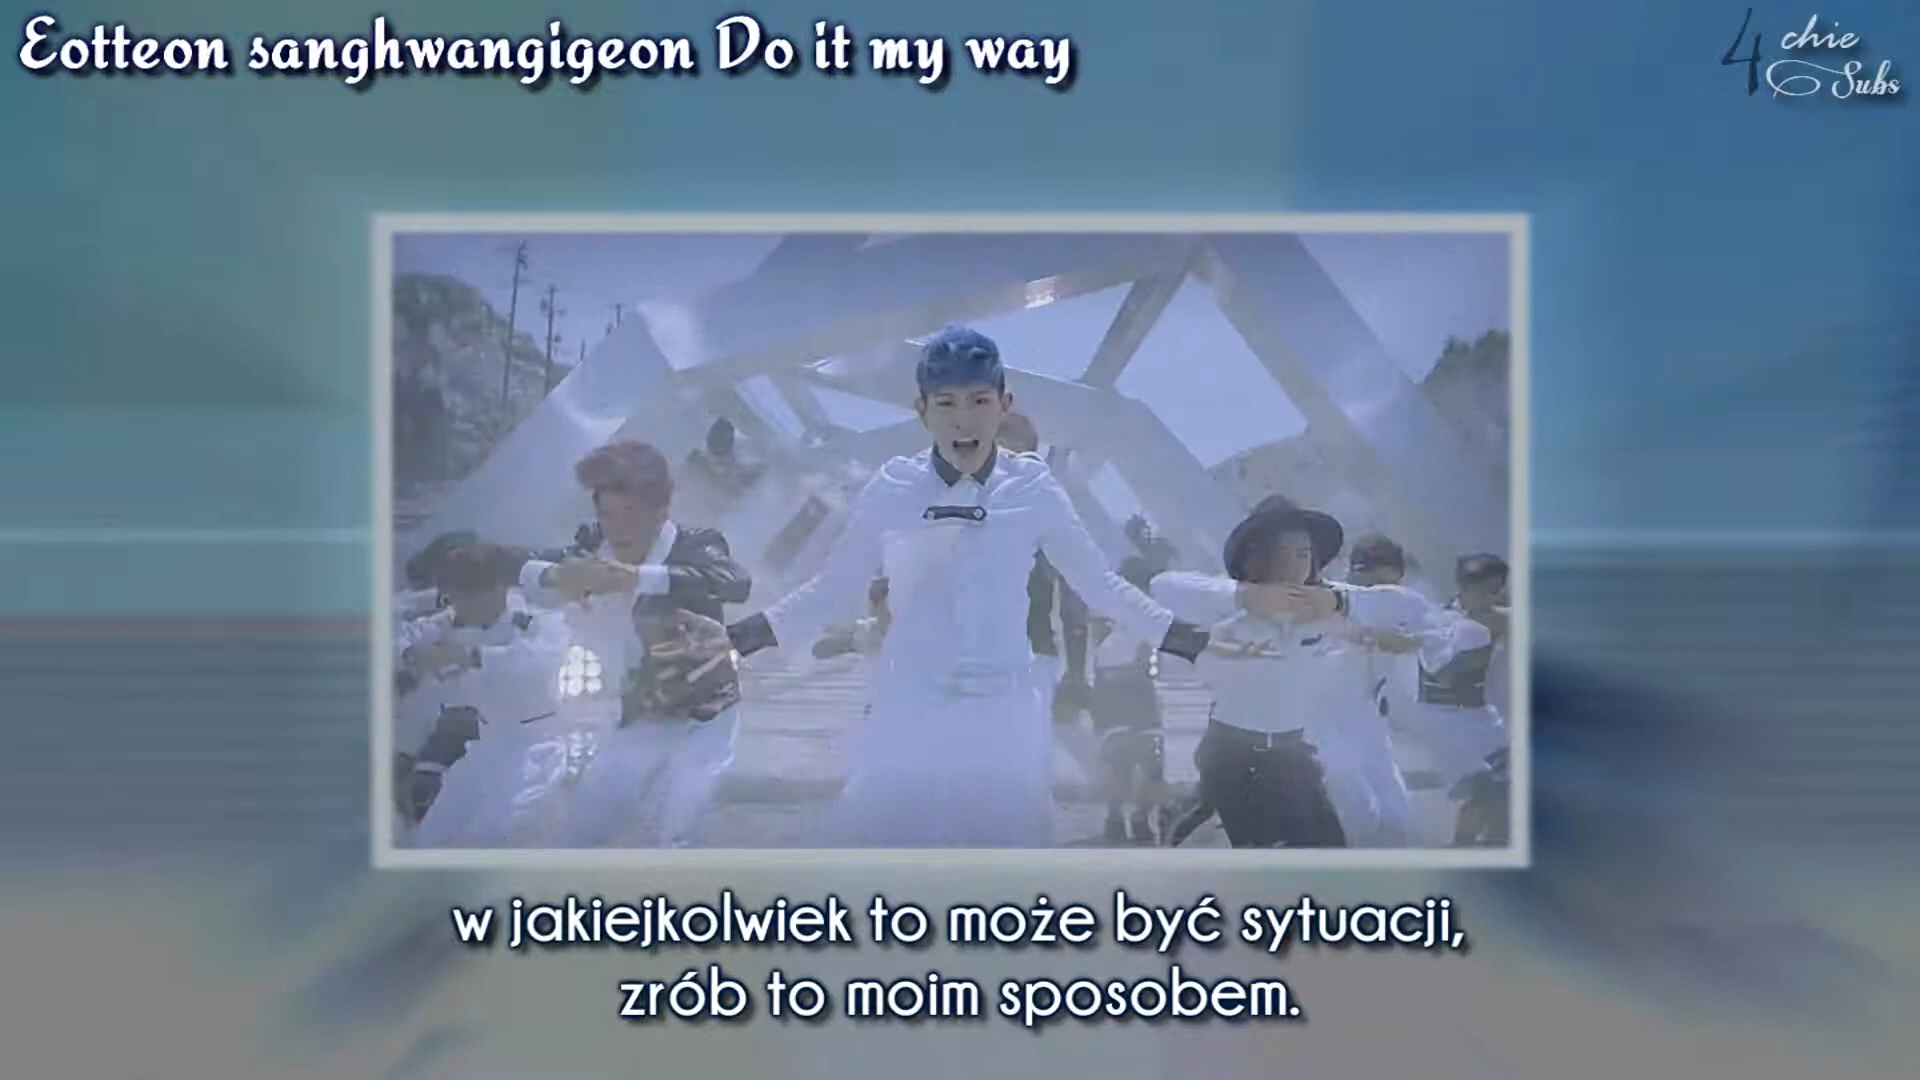 Eotteon sanghwangigeon Do it my way
4 chie
Subs
w jakiejkolwiek to może być sytuacji,
zrób to moim sposobem.